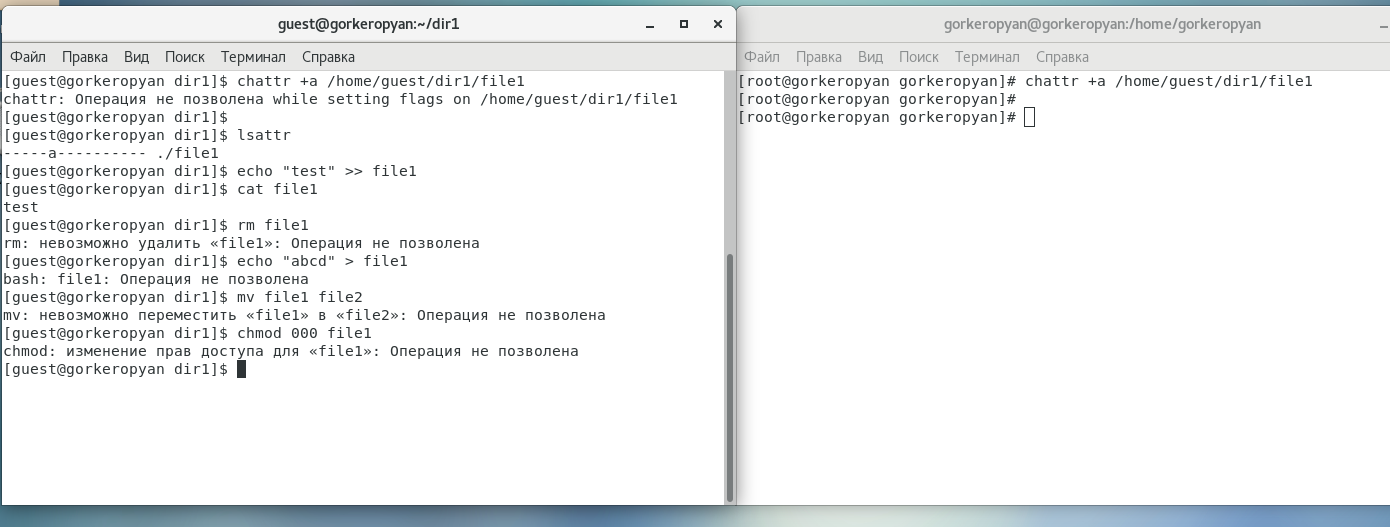 guest@gorkeropyan:~/dir1
Файл Правка Вид Поиск Терминал Справка
[guest@gorkeropyan dir1]$ chattr +a /home/guest/dir1/file1
chattr: Операция не позволена while setting flags on /home/guest/dir1/file1
[guest@gorkeropyan dir1]$
[guest@gorkeropyan dir1]$ lsattr
-----a---------- ./file1
[guest@gorkeropyan dir1]$ echo "test" >> file1
[guest@gorkeropyan dir1]$ cat file1
test
[guest@gorkeropyan dir1]$ rm file1
rm: невозможно удалить «file1»: Операция не позволена
[guest@gorkeropyan dir1]$ echo "abcd" > file1
bash: file1: Операция не позволена
[guest@gorkeropyan dir1]$ mv file1 file2
mv: невозможно переместить «file1» в «file2»: Операция не позволена
[guest@gorkeropyan dir1]$ chmod 000 file1
chmod: изменение прав доступа для «file1»: Операция не позволена
[guest@gorkeropyan dir1]$
gorkeropyan@gorkeropyan:/home/gorkeropyan
Файл Правка Вид Поиск Терминал Справка
[root@gorkeropyan gorkeropyan]# chattr +a /home/guest/dir1/file1
[root@gorkeropyan gorkeropyan]#
[root@gorkeropyan gorkeropyan]#